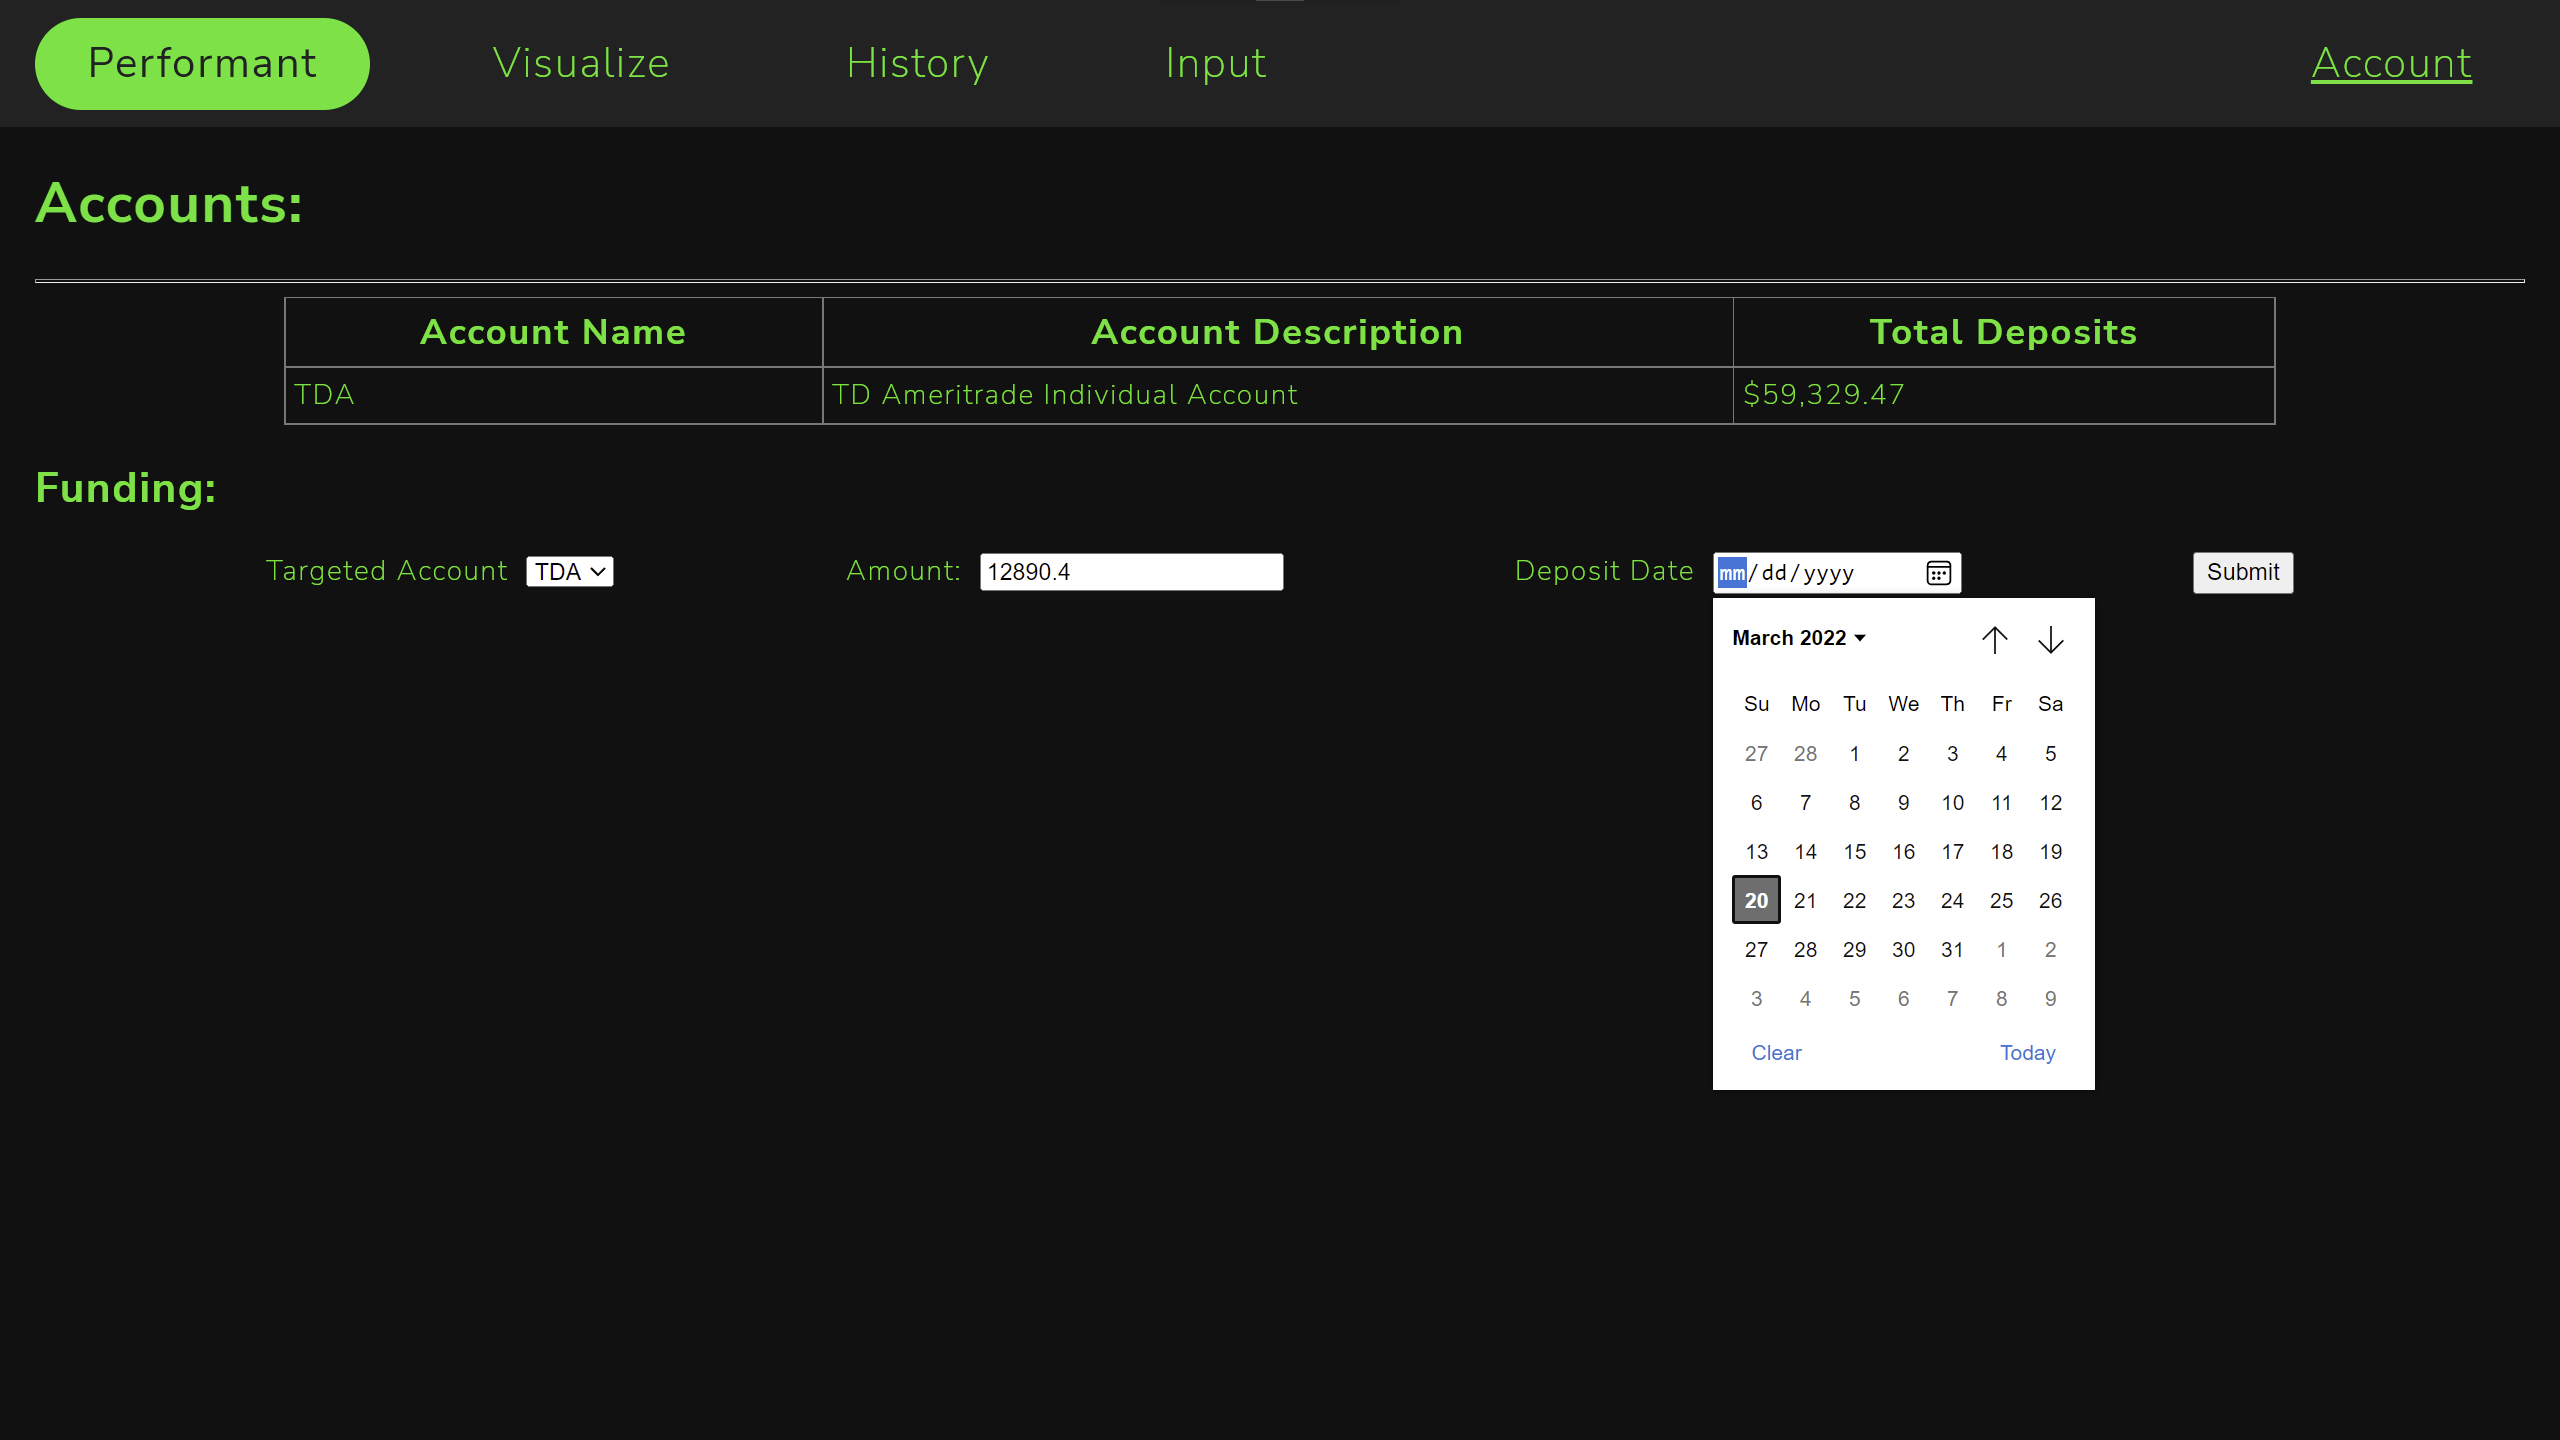 Performant Visualize History Input Account
Accounts:
Account Name Account Description Total Deposits
TDA TD Ameritrade Individual Account $59,329.47
Funding:
Targeted Account TDA Amount: 12890.4 Deposit Date mm/dd/yyyy Submit
March 2022
Su Mo Tu We Th Fr Sa
27 28 1 2 3 4 5
6 7 8 9 10 11 12
13 14 15 16 17 18 19
20 21 22 23 24 25 26
27 28 29 30 31 1 2
3 4 5 6 7 8 9
Clear Today